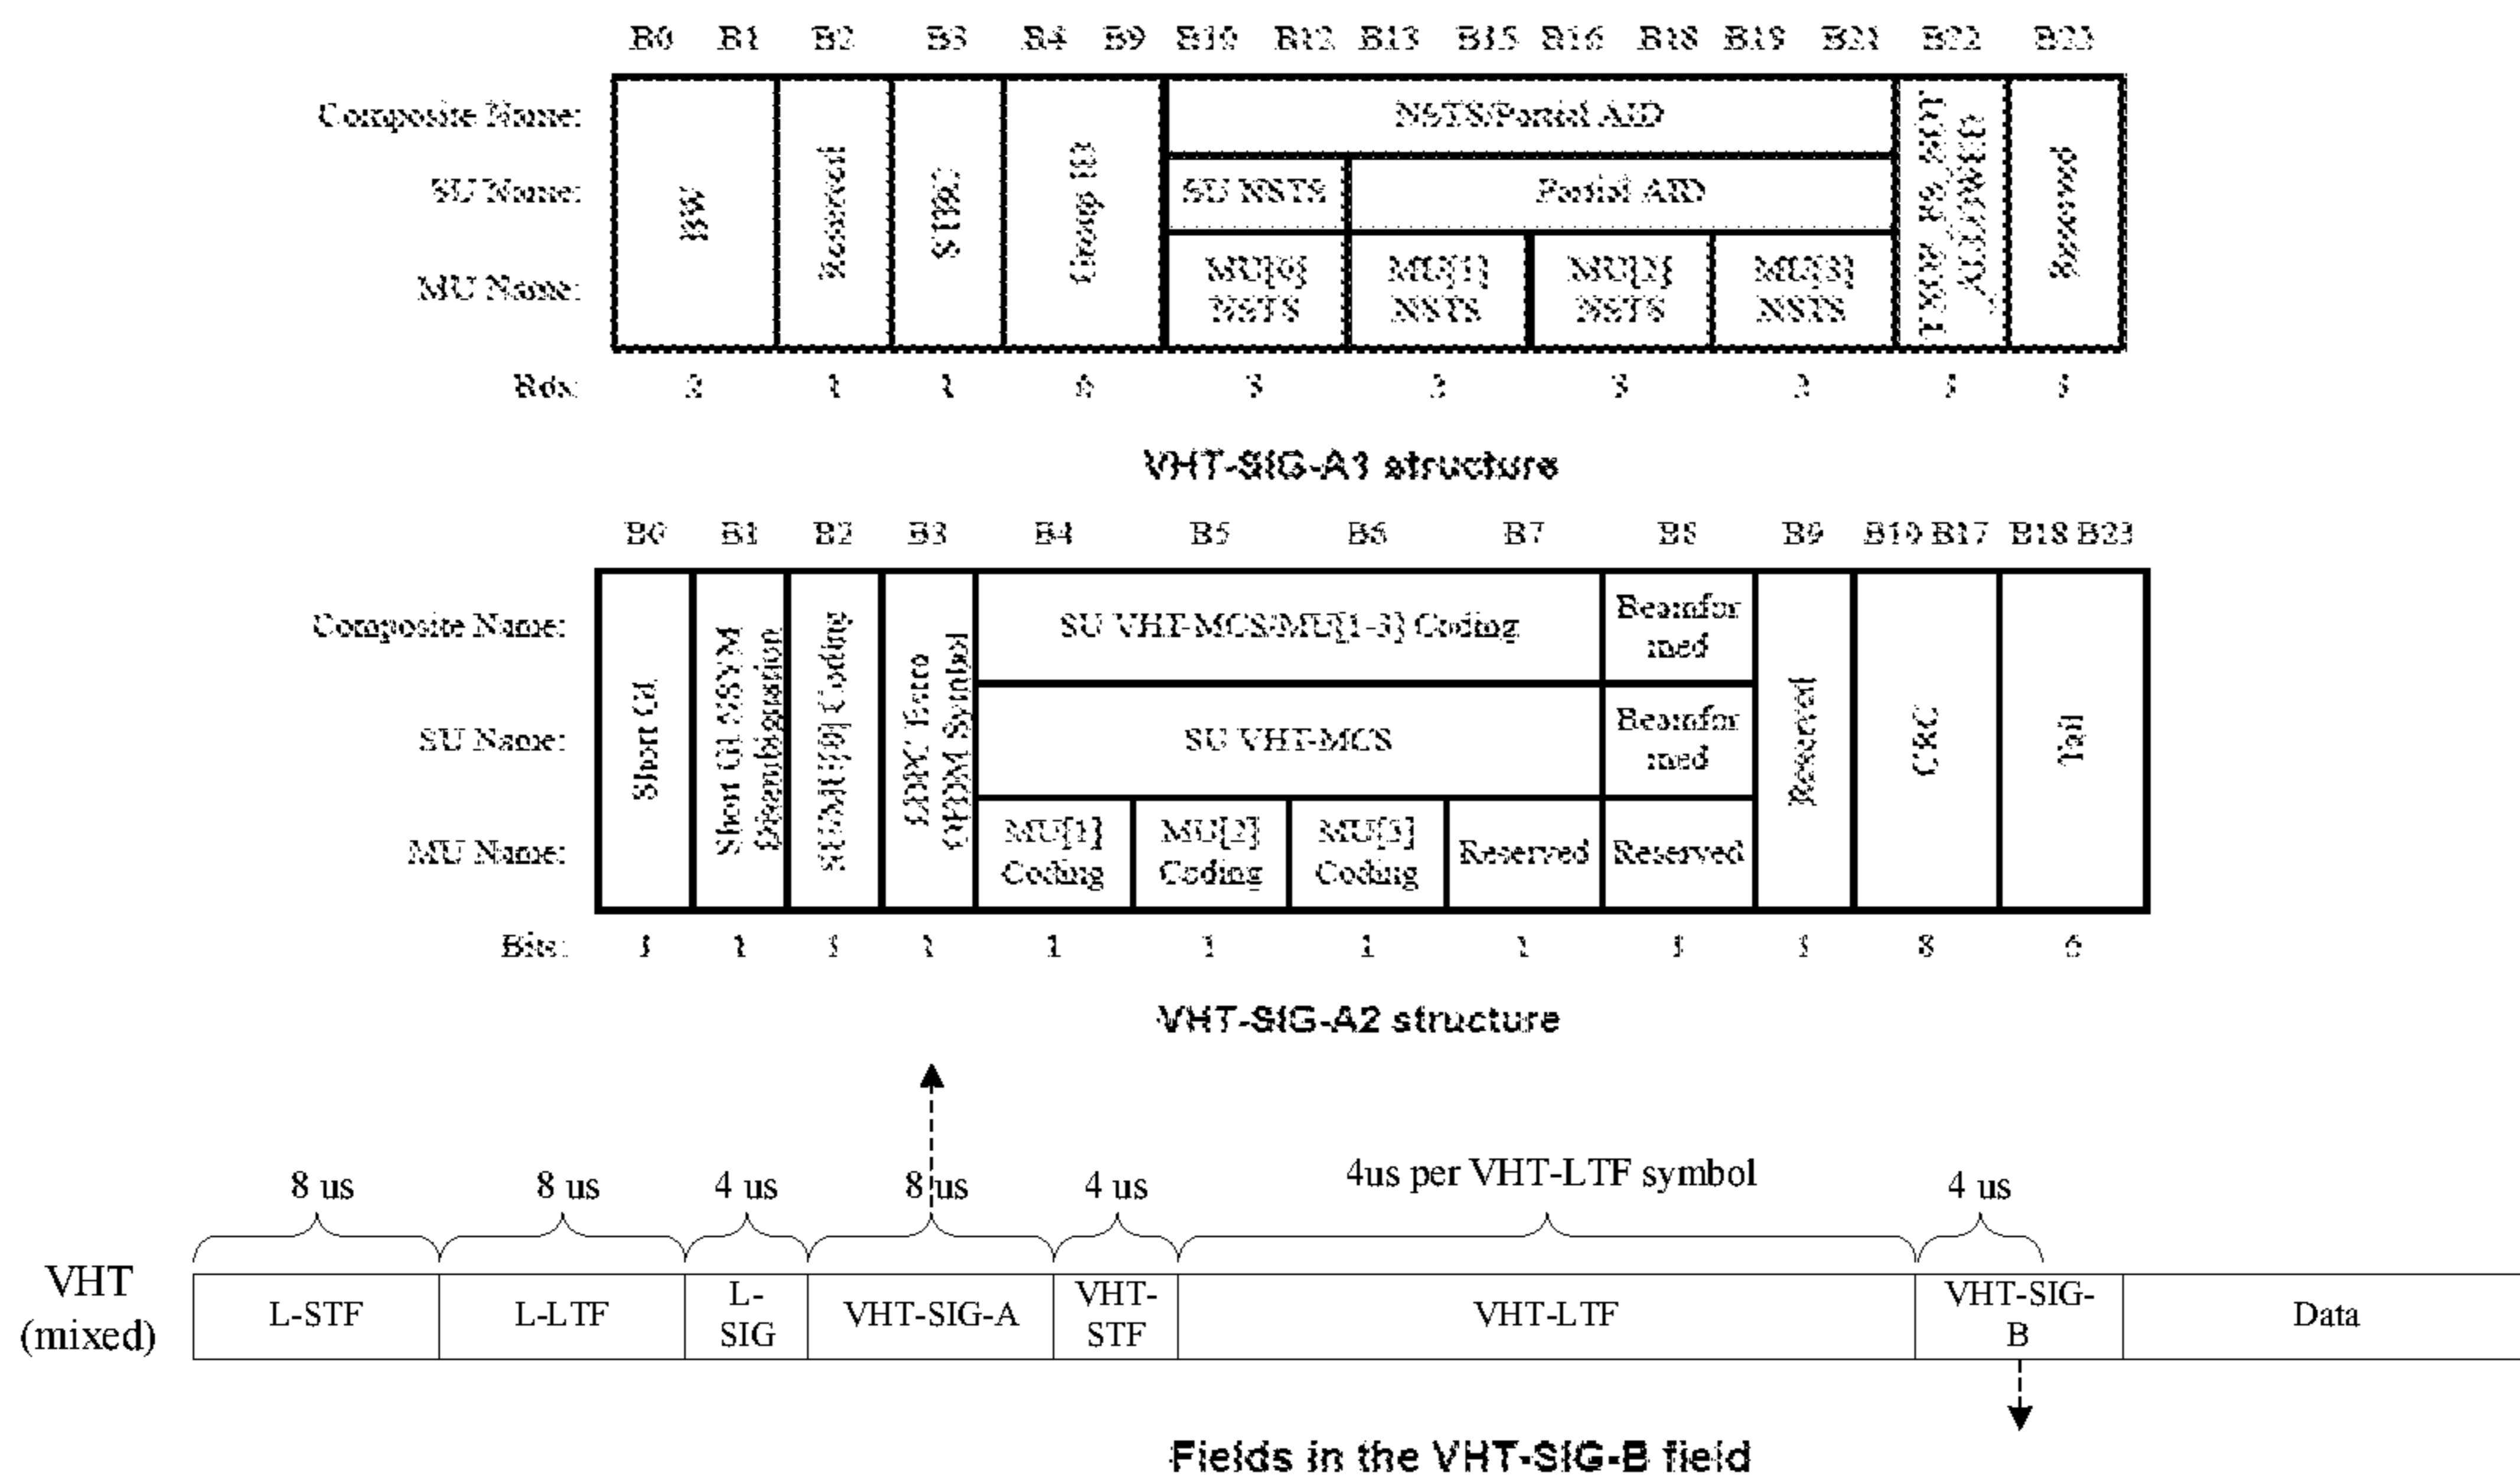 B0 B1 B2 B3 B4 B9 B10 B12 B13 B15 B16 B18 B19 B21 B22 B23
Composite Name:
SU Name:
MU Name:
BW
Reserved
STBC
Group ID
NSTS/Partial AID
SU NSTS
Partial AID
MU[0] NSTS
MU[1] NSTS
MU[2] NSTS
MU[3] NSTS
TXOP_PS_NOT_ALLOWED
Reserved
Bits: 2 1 1 6 3 3 3 3 1 1
VHT-SIG-A1 structure
B0 B1 B2 B3 B4 B5 B6 B7 B8 B9 B10 B17 B18 B23
Composite Name:
SU Name:
MU Name:
Short GI
Short GI NSYM
Disambiguation
SU/MU[0] Coding
LDPC Extra
OFDM Symbol
SU VHT-MCS/MU[1-3] Coding
Beamfor
med
SU VHT-MCS
Beamfor
med
MU[1]
Coding
MU[2]
Coding
MU[3]
Coding
Reserved
Reserved
Reserved
CRC
Tail
Bits: 1 1 1 1 1 1 1 1 1 1 8 6
VHT-SIG-A2 structure
8 us 8 us 4 us 8 us 4 us 4us per VHT-LTF symbol 4 us
VHT
(mixed)
L-STF
L-LTF
L-
SIG
VHT-SIG-A
VHT-
STF
VHT-LTF
VHT-SIG-
B
Data
Fields in the VHT-SIG-B field